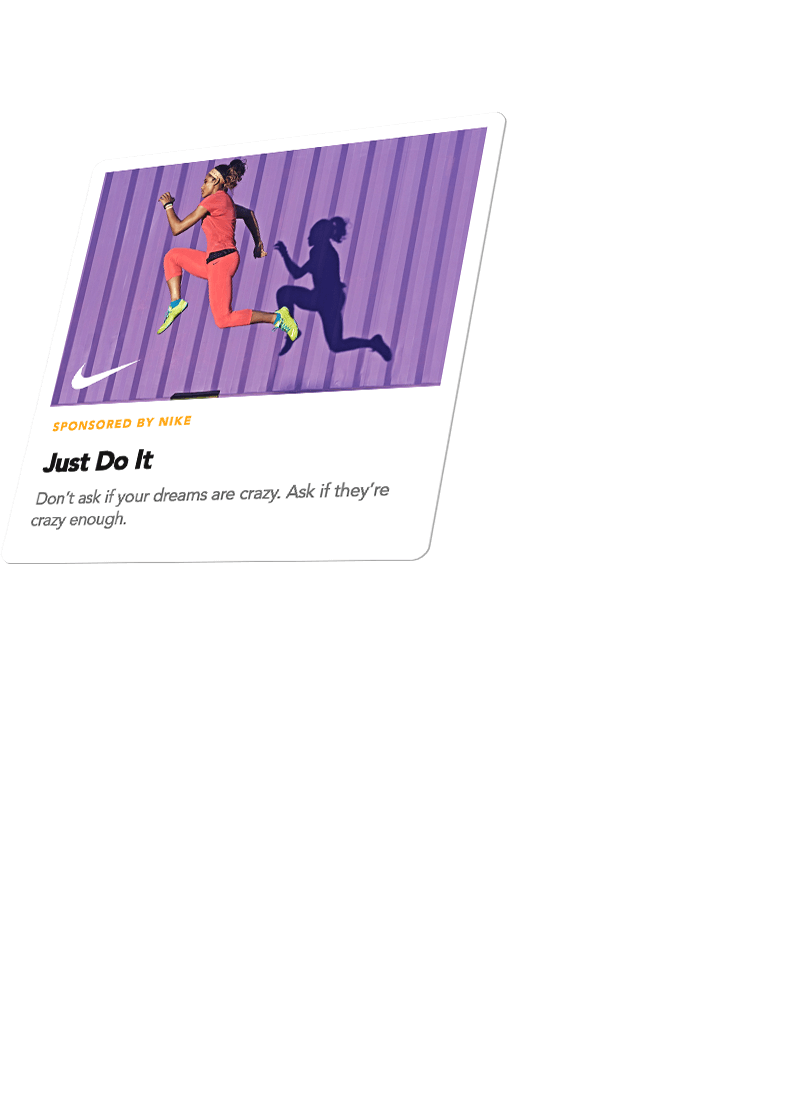 SPONSORED BY NIKE
Just Do It
Don't ask if your dreams are crazy. Ask if they're
crazy enough.